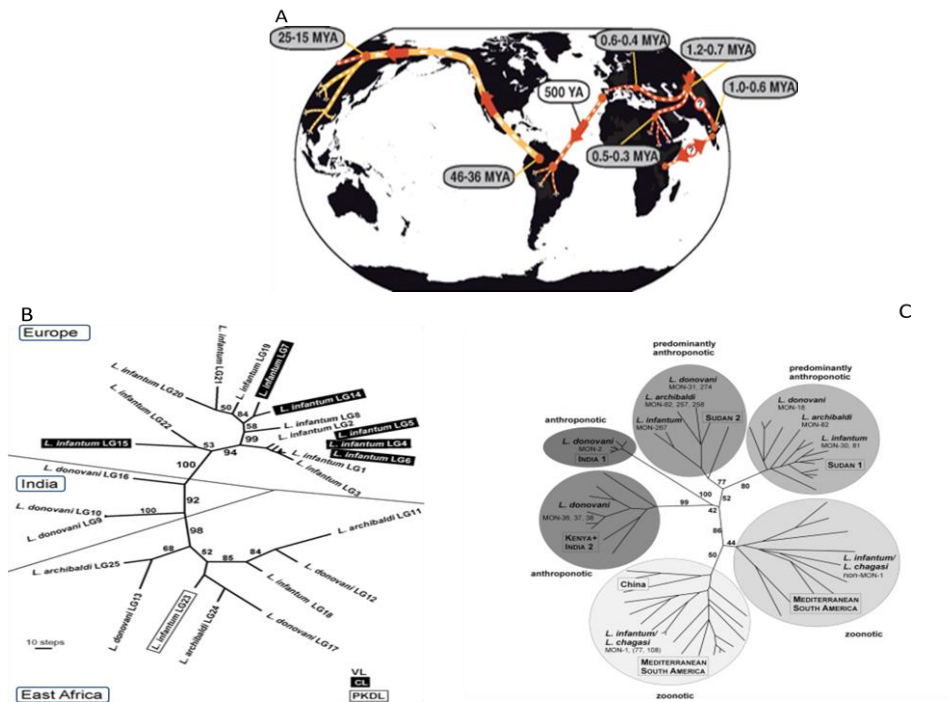 A
25-15 MYA
0.6-0.4 MYA
1.2-0.7 MYA
500 YA
?
1.0-0.6 MYA
?
0.5-0.3 MYA
46-36 MYA
B
Europe
L. infantum LG21
L. infantum LG19
L. infantum LG7
L. infantum LG20
50
84
L. infantum LG14
58
L. infantum LG8
L. infantum LG22
L. infantum LG2
L. infantum LG5
99
L. infantum LG15
53
94
L. infantum LG4
L. infantum LG6
L. infantum LG1
L. infantum LG3
100
L. donovani LG16
India
92
L. donovani LG10
100
L. donovani LG9
98
L. archibaldi LG11
68
52
84
85
L. archibaldi LG25
L. donovani LG12
L. donovani LG13
L. infantum LG18
L. infantum LG23
L. archibaldi LG24
L. donovani LG17
10 steps
VL
CL
PKDL
East Africa
C
predominantly
anthroponotic
L. donovani
MON-31, 274
L. archibaldi
MON-82, 257, 258
L. infantum
MON-267
SUDAN 2
predominantly
anthroponotic
L. donovani
MON-18
L. archibaldi
MON-82
L. infantum
MON-30, 81
SUDAN 1
anthroponotic
L. donovani
MON-2
INDIA 1
77
80
100
52
99
42
L. donovani
MON-36, 37, 38
KENYA+
INDIA 2
anthroponotic
86
44
50
L. infantum/
L. chagasi
non-MON-1
MEDITERRANEAN
SOUTH AMERICA
zoonotic
CHINA
L. infantum/
L. chagasi
MON-1, (77, 108)
MEDITERRANEAN
SOUTH AMERICA
zoonotic